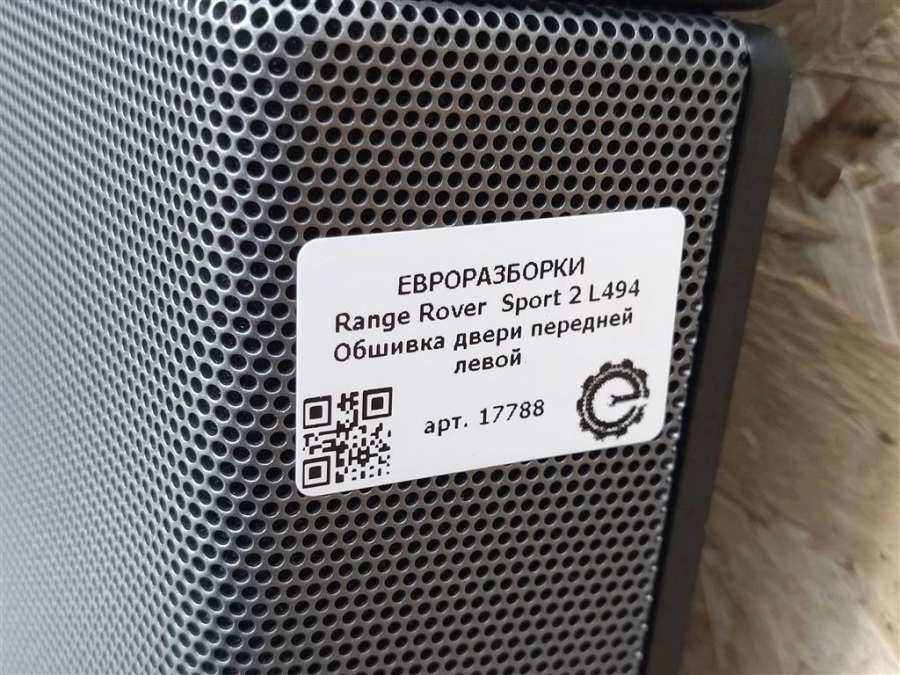 ЕВРОРАЗБОРКИ
Range Rover Sport 2 L494
Обшивка двери передней
левой
арт. 17788